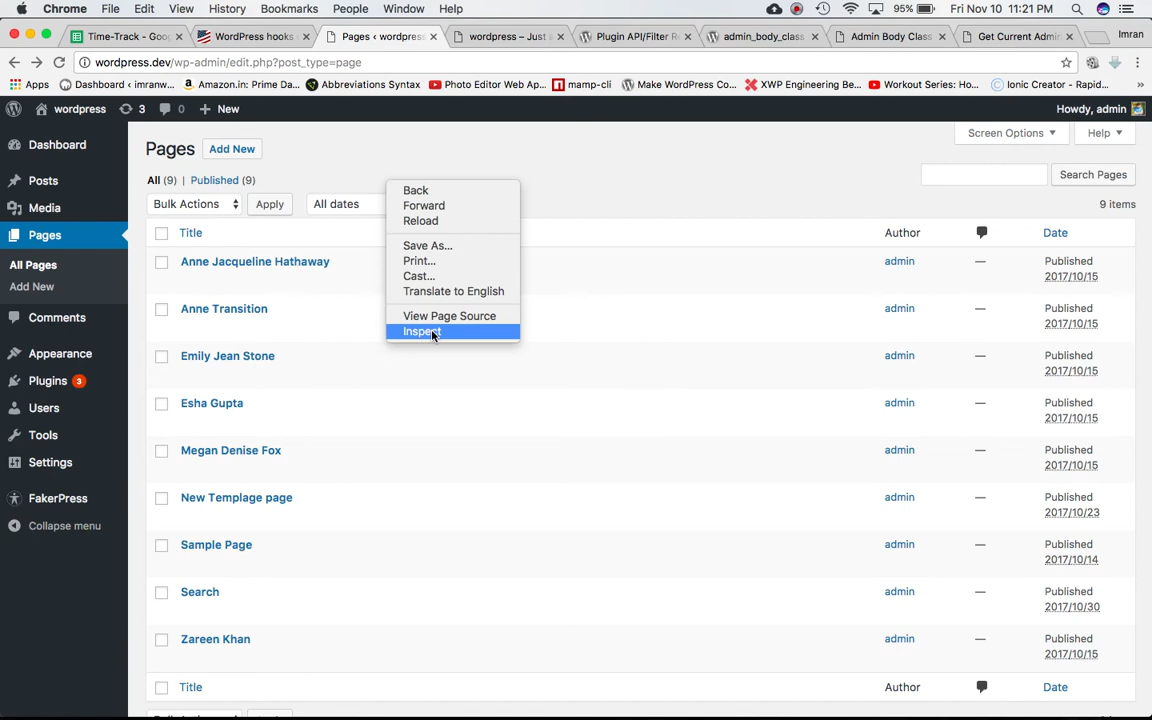 Chrome File Edit View History Bookmarks People Window Help 95% Fri Nov 10 11:21 PM
Time-Track - Goog WordPress hooks Pages ‹ wordpress wordpress – Just Plugin API/Filter R admin_body_class Admin Body Class Get Current Admin Imran
wordpress.dev/wp-admin/edit.php?post_type=page
Apps Dashboard ‹ imranw... Amazon.in: Prime Da... Abbreviations Syntax Photo Editor Web Ap... mamp-cli Make WordPress Co... XWP Engineering Be... Workout Series: Ho... Ionic Creator - Rapid... »
wordpress 3 0 New Howdy, admin
Dashboard
Posts
Media
Pages
All Pages
Add New
Comments
Appearance
Plugins 3
Users
Tools
Settings
FakerPress
Collapse menu
Screen Options Help
Pages Add New
All (9) | Published (9)
Search Pages
Bulk Actions Apply All dates
9 items
Back
Forward
Reload
Save As...
Print...
Cast...
Translate to English
View Page Source
Inspect
Title Author Date
Anne Jacqueline Hathaway admin — Published
2017/10/15
Anne Transition admin — Published
2017/10/15
Emily Jean Stone admin — Published
2017/10/15
Esha Gupta admin — Published
2017/10/15
Megan Denise Fox admin — Published
2017/10/15
New Templage page admin — Published
2017/10/23
Sample Page admin — Published
2017/10/14
Search admin — Published
2017/10/30
Zareen Khan admin — Published
2017/10/15
Title Author Date